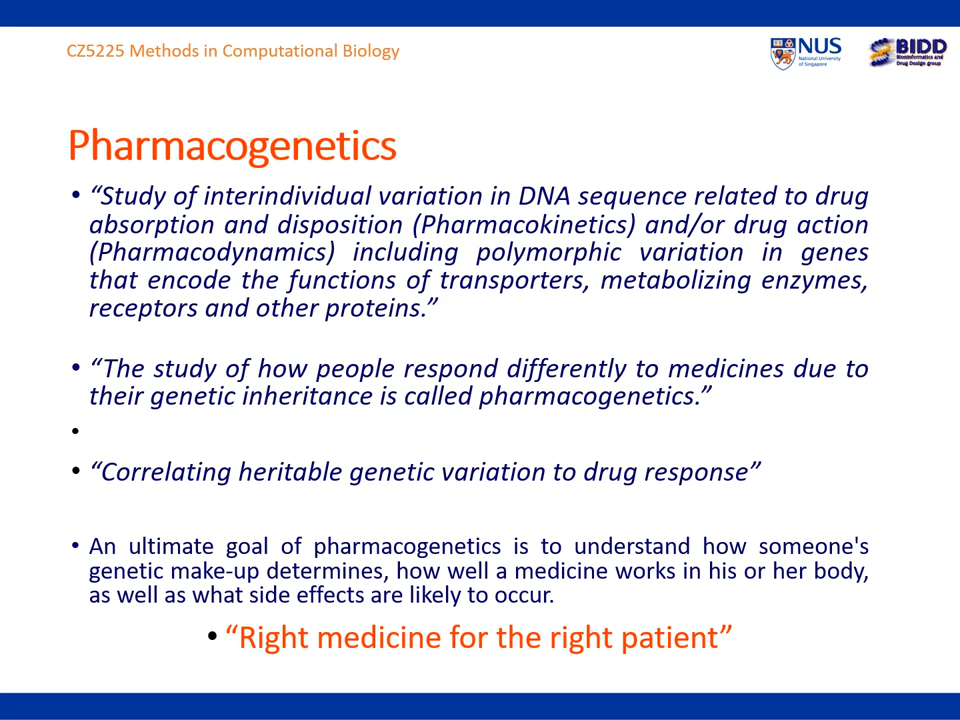 CZ5225 Methods in Computational Biology
NUS
National University
of Singapore
BIDD
Bioinformatics and
Drug Design group
Pharmacogenetics
• “Study of interindividual variation in DNA sequence related to drug
absorption and disposition (Pharmacokinetics) and/or drug action
(Pharmacodynamics) including polymorphic variation in genes
that encode the functions of transporters, metabolizing enzymes,
receptors and other proteins.”
• “The study of how people respond differently to medicines due to
their genetic inheritance is called pharmacogenetics.”
•
• “Correlating heritable genetic variation to drug response”
• An ultimate goal of pharmacogenetics is to understand how someone's
genetic make-up determines, how well a medicine works in his or her body,
as well as what side effects are likely to occur.
• “Right medicine for the right patient”